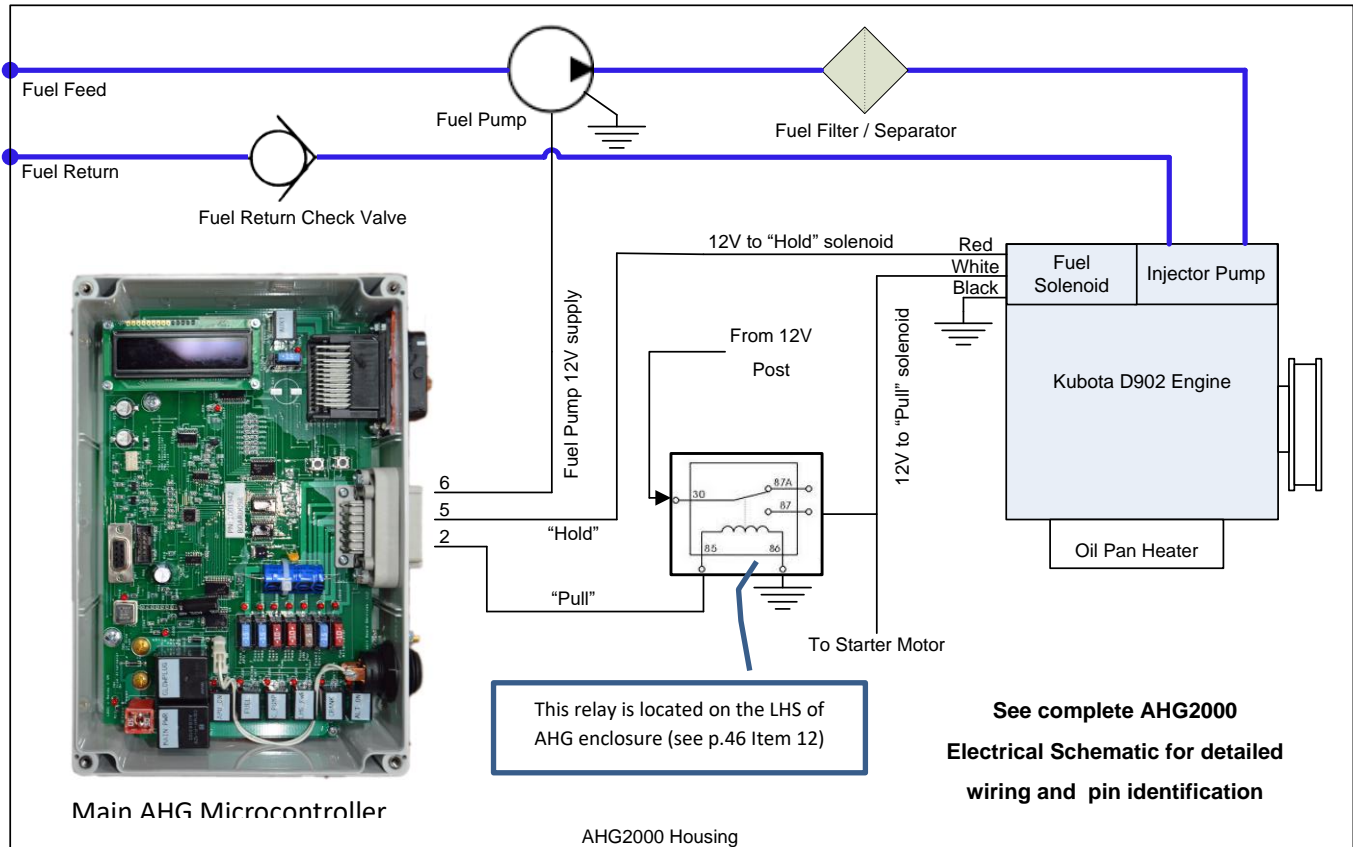 Fuel Feed
Fuel Pump
Fuel Filter / Separator
Fuel Return
Fuel Return Check Valve
12V to “Hold” solenoid
Red
White
Black
Fuel
Solenoid
Injector Pump
Fuel Pump 12V supply
From 12V
Post
12V to “Pull” solenoid
Kubota D902 Engine
87A
30
87
85
86
6
5
2
“Hold”
“Pull”
Oil Pan Heater
To Starter Motor
This relay is located on the LHS of
AHG enclosure (see p.46 Item 12)
See complete AHG2000
Electrical Schematic for detailed
wiring and pin identification
GLOWPLUG
MAIN PWR
FUEL
Main AHG Microcontroller
AHG2000 Housing